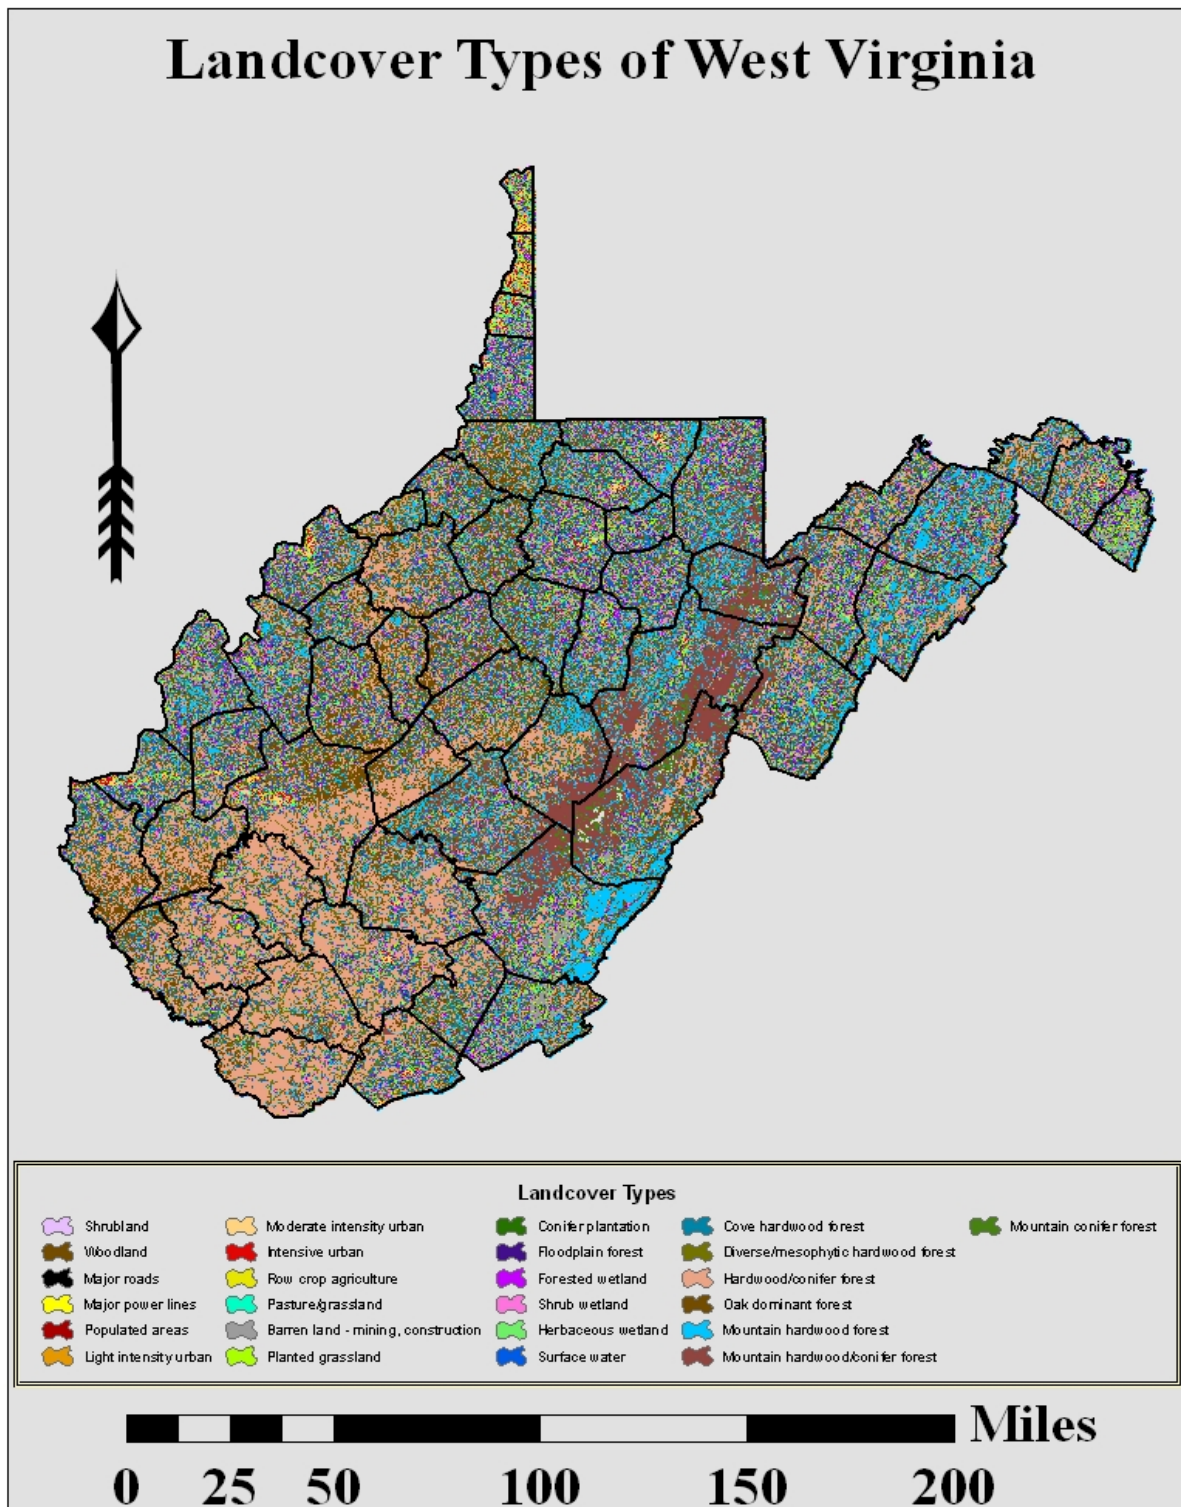 Landcover Types of West Virginia
Landcover Types
Shrubland
Woodland
Major roads
Major power lines
Populated areas
Light intensity urban
Moderate intensity urban
Intensive urban
Row crop agriculture
Pasture/grassland
Barren land - mining, construction
Planted grassland
Conifer plantation
Floodplain forest
Forested wetland
Shrub wetland
Herbaceous wetland
Surface water
Cove hardwood forest
Diverse/mesophytic hardwood forest
Hardwood/conifer forest
Oak dominant forest
Mountain hardwood forest
Mountain hardwood/conifer forest
Mountain conifer forest
Miles
0 25 50 100 150 200